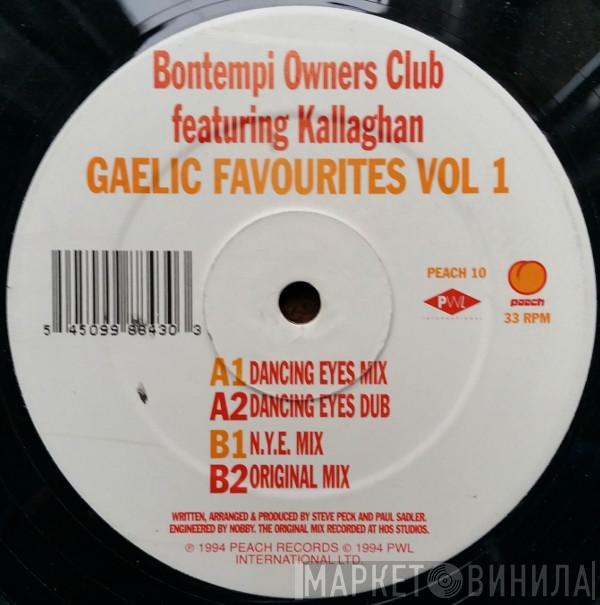 Bontempi Owners Club
featuring Kallaghan
GAELIC FAVOURITES VOL 1
PEACH 10
PWL
INTERNATIONAL
peach
33 RPM
5 45099 88430 3
A1 DANCING EYES MIX
A2 DANCING EYES DUB
B1 N.Y.E. MIX
B2 ORIGINAL MIX
WRITTEN, ARRANGED & PRODUCED BY STEVE PECK AND PAUL SADLER.
ENGINEERED BY NOBBY. THE ORIGINAL MIX RECORDED AT HOS STUDIOS.
℗ 1994 PEACH RECORDS © 1994 PWL
INTERNATIONAL LTD.
МАРКЕТ ВИНИЛА